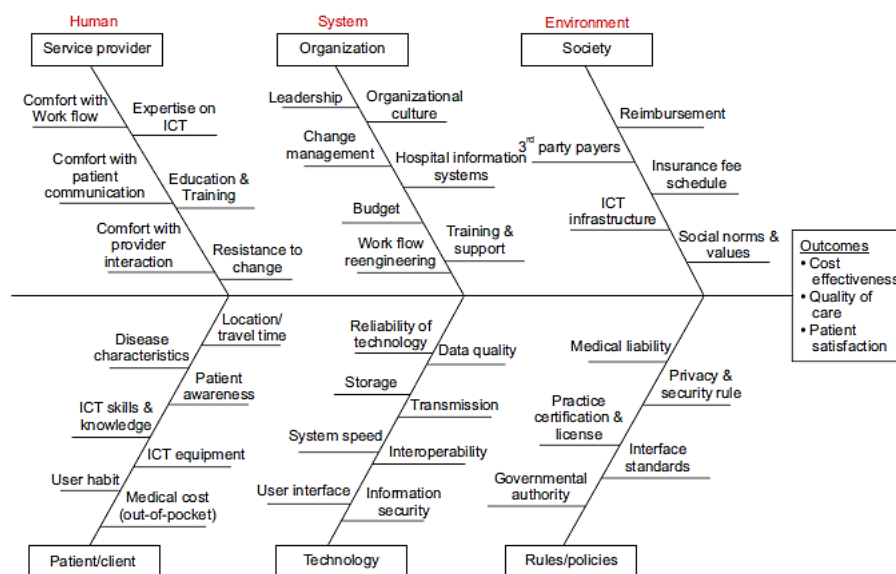 Human
System
Environment
Service provider
Organization
Society
Comfort with
Work flow
Expertise on
ICT
Comfort with
patient
communication
Education &
Training
Comfort with
provider
interaction
Resistance to
change
Leadership
Organizational
culture
Change
management
Hospital information
systems
Budget
Work flow
reengineering
Training &
support
Reimbursement
3rd party payers
Insurance fee
schedule
ICT
infrastructure
Social norms &
values
Outcomes
• Cost
effectiveness
• Quality of
care
• Patient
satisfaction
Location/
travel time
Disease
characteristics
Patient
awareness
ICT skills &
knowledge
ICT equipment
User habit
Medical cost
(out-of-pocket)
Patient/client
Reliability of
technology
Data quality
Storage
Transmission
System speed
Interoperability
User interface
Information
security
Technology
Medical liability
Privacy &
security rule
Practice
certification &
license
Interface
standards
Governmental
authority
Rules/policies